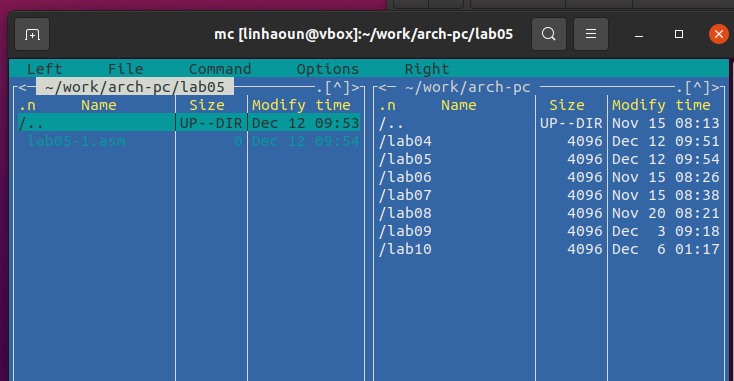 mc [linhaoun@vbox]:~/work/arch-pc/lab05
Left File Command Options Right
<— ~/work/arch-pc/lab05 —.[^]>
.n Name Size Modify time
/.. UP--DIR Dec 12 09:53
lab05-1.asm 0 Dec 12 09:54
<— ~/work/arch-pc —.[^]>
.n Name Size Modify time
/.. UP--DIR Nov 15 08:13
/lab04 4096 Dec 12 09:51
/lab05 4096 Dec 12 09:54
/lab06 4096 Nov 15 08:26
/lab07 4096 Nov 15 08:38
/lab08 4096 Nov 20 08:21
/lab09 4096 Dec 3 09:18
/lab10 4096 Dec 6 01:17